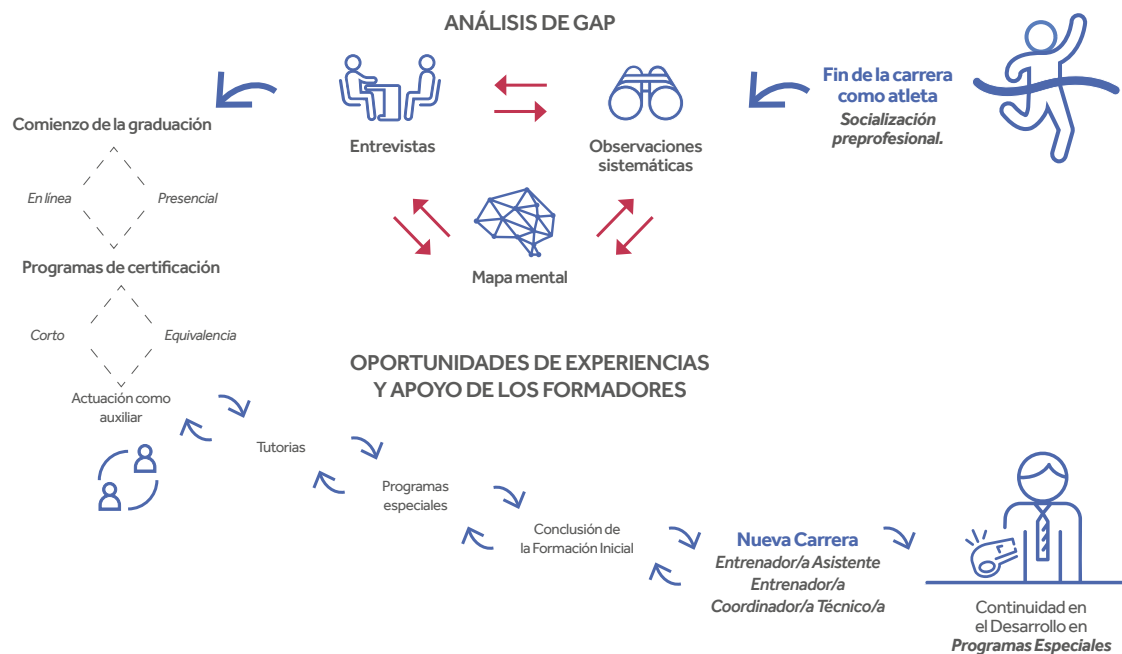 ANÁLISIS DE GAP
Fin de la carrera
como atleta
Socialización
preprofesional.
Entrevistas
Observaciones
sistemáticas
Mapa mental
Comienzo de la graduación
En línea
Presencial
Programas de certificación
Corto
Equivalencia
Actuación como
auxiliar
OPORTUNIDADES DE EXPERIENCIAS
Y APOYO DE LOS FORMADORES
Tutorias
Programas
especiales
Conclusión de
la Formación Inicial
Nueva Carrera
Entrenador/a Asistente
Entrenador/a
Coordinador/a Técnico/a
Continuidad en
el Desarrollo en
Programas Especiales